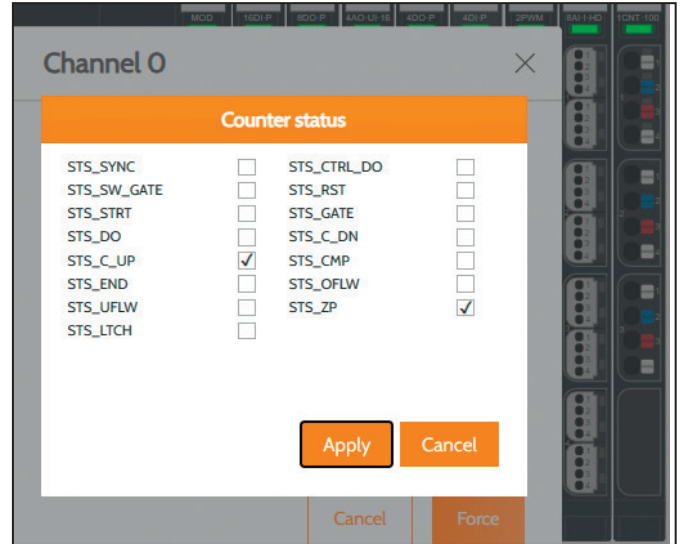 MOD 16DI-P 8DO-P 4AO-UI-16 4DO-P 4DI-P 2PWM 8AI-I-HD 1CNT-100
Channel 0
Counter status
STS_SYNC STS_CTRL_DO
STS_SW_GATE STS_RST
STS_STRT STS_GATE
STS_DO STS_C_DN
STS_C_UP STS_CMP
STS_END STS_OFLW
STS_UFLW STS_ZP
STS_LTCH
Apply Cancel
Cancel Force